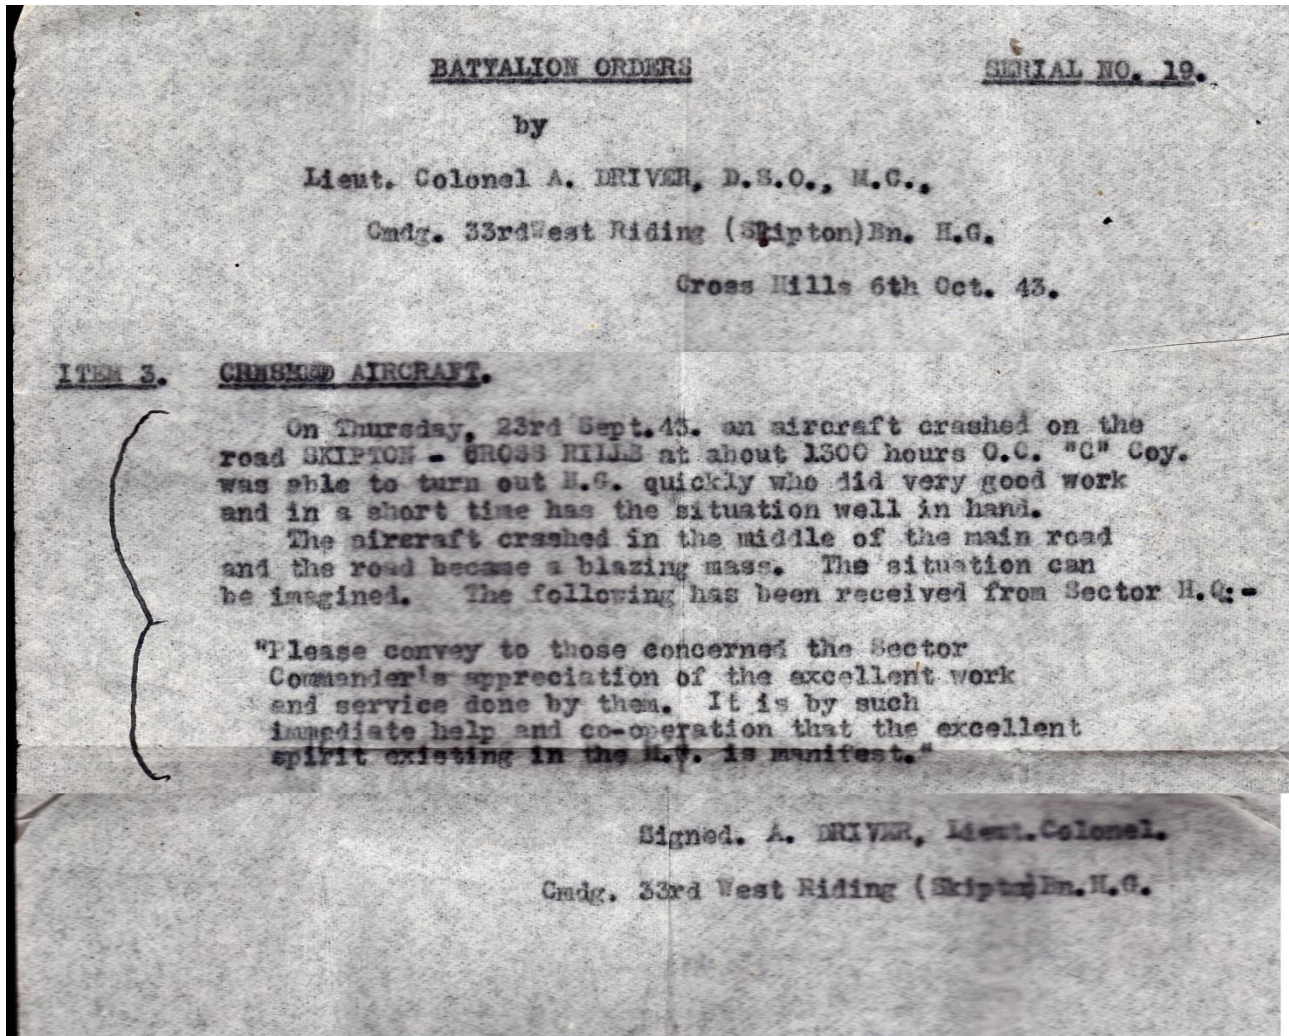 BATYALION ORDERS
SERIAL NO. 19.
by
Lieut. Colonel A. DRIVER, D.S.O., M.C.,
Cmdg. 33rdWest Riding (Skipton)Bn. H.G.
Cross Hills 6th Oct. 43.
ITEM 3. CRASHED AIRCRAFT.
On Thursday, 23rd Sept.43. an aircraft crashed on the
road SKIPTON - CROSS HILLS at about 1300 hours O.C. "C" Coy.
was able to turn out H.G. quickly who did very good work
and in a short time has the situation well in hand.
The aircraft crashed in the middle of the main road
and the road became a blazing mass. The situation can
be imagined. The following has been received from Sector H.Q:-
"Please convey to those concerned the Sector
Commander's appreciation of the excellent work
and service done by them. It is by such
immediate help and co-operation that the excellent
spirit existing in the H.G. is manifest."
Signed. A. DRIVER, Lieut.Colonel.
Cmdg. 33rd West Riding (Skipton)Bn.H.G.